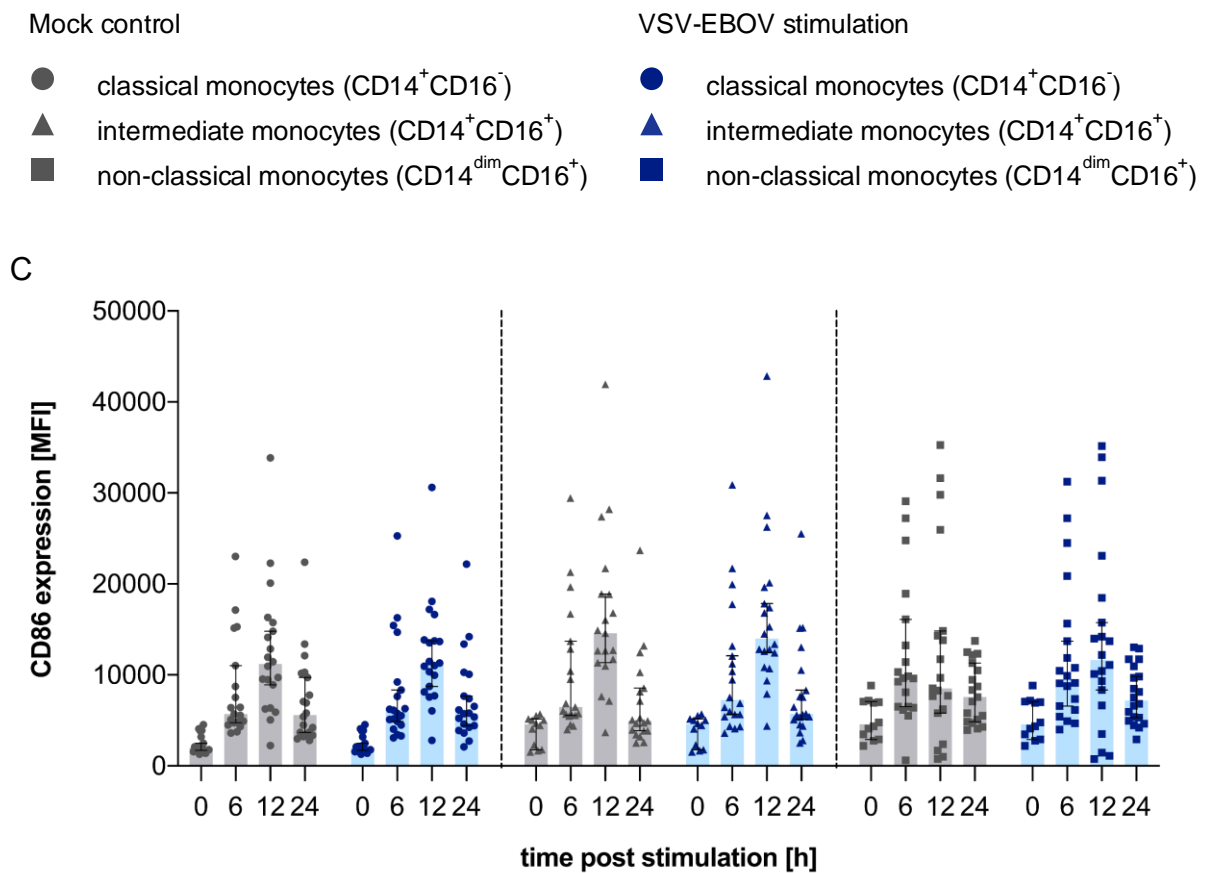 Mock control
VSV-EBOV stimulation
classical monocytes (CD14⁺CD16⁻)
classical monocytes (CD14⁺CD16⁻)
intermediate monocytes (CD14⁺CD16⁺)
intermediate monocytes (CD14⁺CD16⁺)
non-classical monocytes (CD14ᵈⁱᵐCD16⁺)
non-classical monocytes (CD14ᵈⁱᵐCD16⁺)
C
CD86 expression [MFI]
50000
40000
30000
20000
10000
0
0 6 12 24 0 6 12 24 0 6 12 24 0 6 12 24 0 6 12 24 0 6 12 24
time post stimulation [h]